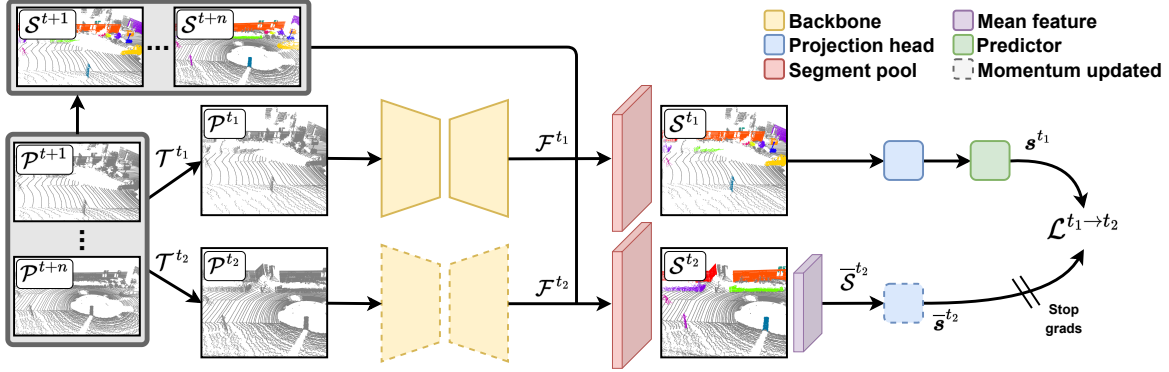 𝒮^{t+1}
...
𝒮^{t+n}
Backbone
Projection head
Segment pool
Mean feature
Predictor
Momentum updated
𝒫^{t+1}
⋮
𝒫^{t+n}
𝒯^{t_1}
𝒯^{t_2}
𝒫^{t_1}
𝒫^{t_2}
ℱ^{t_1}
ℱ^{t_2}
𝒮^{t_1}
𝒮^{t_2}
𝒮̅^{t_2}
s^{t_1}
s̅^{t_2}
ℒ^{t_1→t_2}
Stop
grads